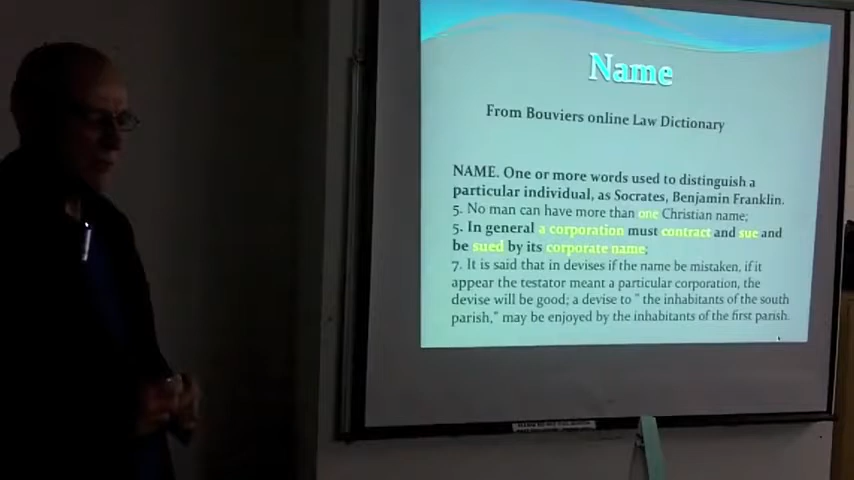 Name
From Bouviers online Law Dictionary
NAME. One or more words used to distinguish a
particular individual, as Socrates, Benjamin Franklin.
5. No man can have more than one Christian name;
5. In general a corporation must contract and sue and
be sued by its corporate name;
7. It is said that in devises if the name be mistaken, if it
appear the testator meant a particular corporation, the
devise will be good; a devise to " the inhabitants of the south
parish," may be enjoyed by the inhabitants of the first parish.